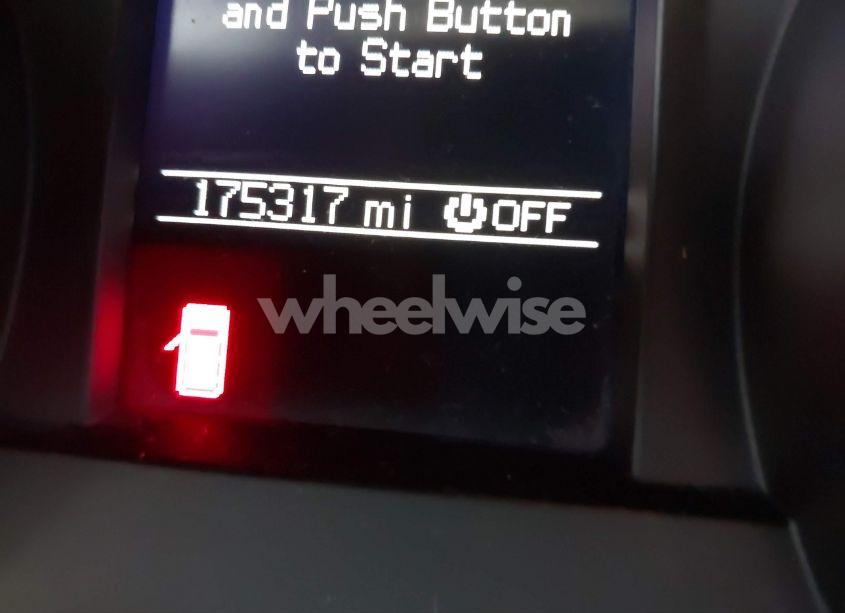 and Push Button
to Start
175317 mi OFF
wheelwise